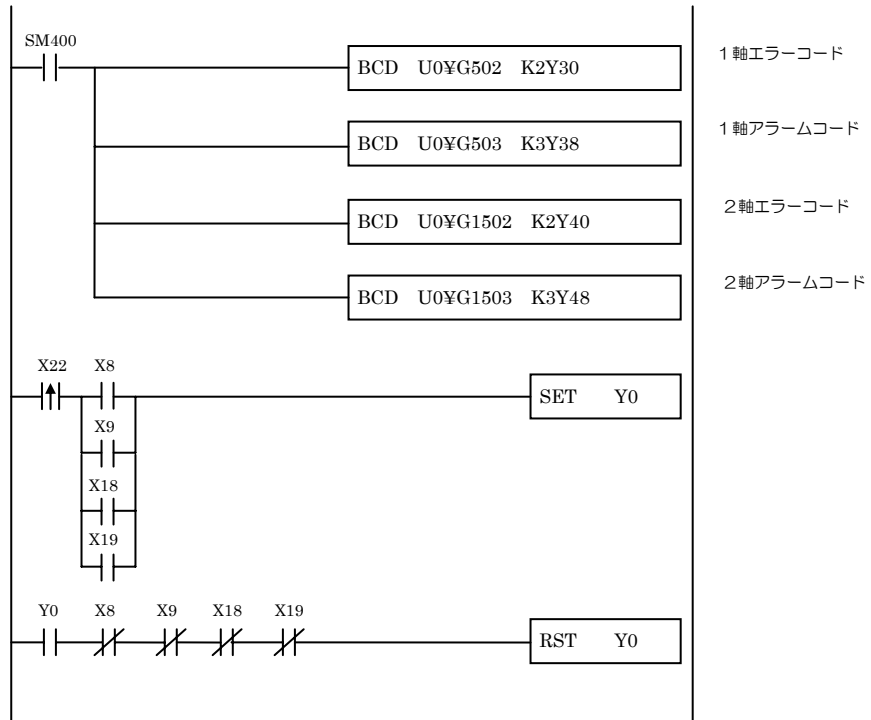 SM400
BCD U0¥G502 K2Y30 1軸エラーコード
BCD U0¥G503 K3Y38 1軸アラームコード
BCD U0¥G1502 K2Y40 2軸エラーコード
BCD U0¥G1503 K3Y48 2軸アラームコード
X22 X8
SET Y0
X9
X18
X19
Y0 X8 X9 X18 X19
RST Y0